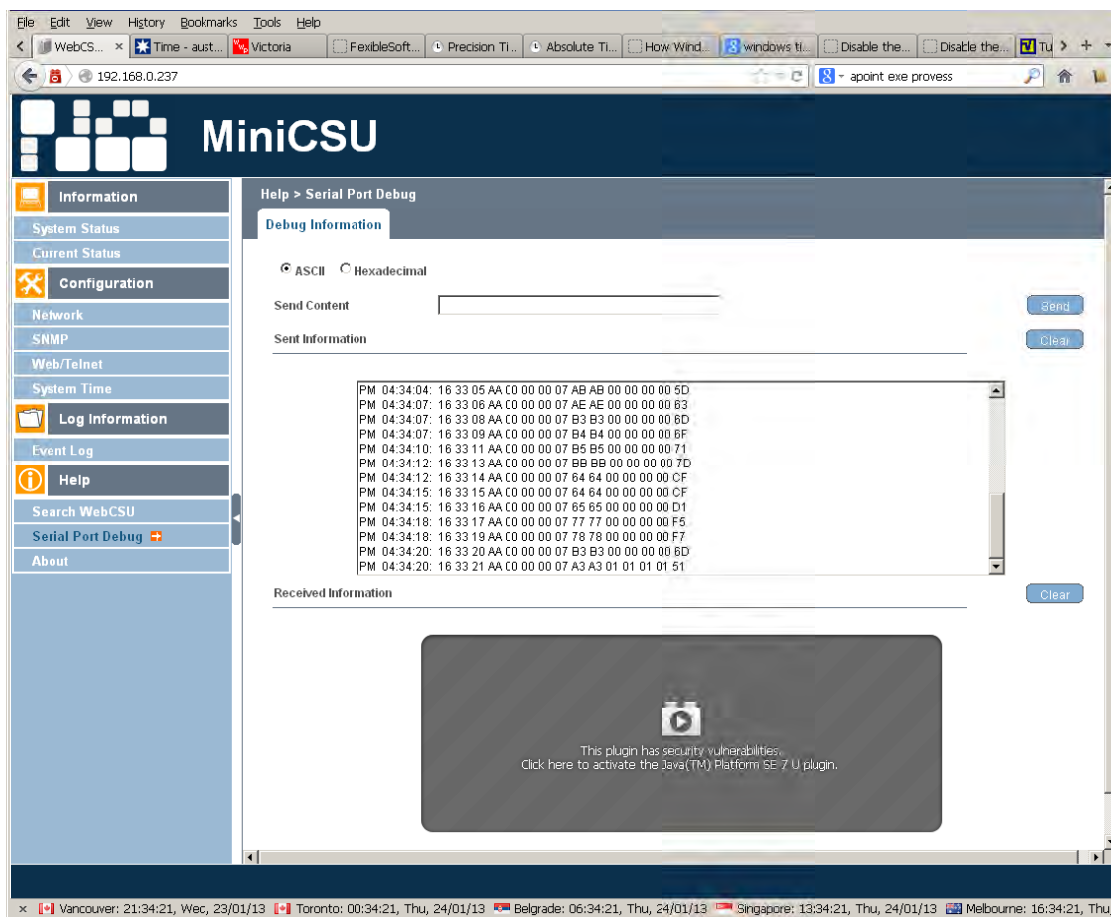 File Edit View History Bookmarks Tools Help
WebCS... × Time - aust... Victoria FexibleSoft... Precision Ti... Absolute Ti... How Wind... windows ti... Disable the... Disable the... Tu
192.168.0.237 apoint exe provess
MiniCSU
Information
System Status
Current Status
Configuration
Network
SNMP
Web/Telnet
System Time
Log Information
Event Log
Help
Search WebCSU
Serial Port Debug
About
Help > Serial Port Debug
Debug Information
ASCII Hexadecimal
Send Content Send
Sent Information Clear
PM 04:34:04: 16 33 05 AA C0 00 00 07 AB AB 00 00 00 00 5D
PM 04:34:07: 16 33 06 AA C0 00 00 07 AE AE 00 00 00 00 63
PM 04:34:07: 16 33 08 AA C0 00 00 07 B3 B3 00 00 00 00 6D
PM 04:34:07: 16 33 09 AA C0 00 00 07 B4 B4 00 00 00 00 6F
PM 04:34:10: 16 33 11 AA C0 00 00 07 B5 B5 00 00 00 00 71
PM 04:34:12: 16 33 13 AA C0 00 00 07 BB BB 00 00 00 00 7D
PM 04:34:12: 16 33 14 AA C0 00 00 07 64 64 00 00 00 00 CF
PM 04:34:15: 16 33 15 AA C0 00 00 07 64 64 00 00 00 00 CF
PM 04:34:15: 16 33 16 AA C0 00 00 07 65 65 00 00 00 00 D1
PM 04:34:18: 16 33 17 AA C0 00 00 07 77 77 00 00 00 00 F5
PM 04:34:18: 16 33 19 AA C0 00 00 07 78 78 00 00 00 00 F7
PM 04:34:20: 16 33 20 AA C0 00 00 07 B3 B3 00 00 00 00 6D
PM 04:34:20: 16 33 21 AA C0 00 00 07 A3 A3 01 01 01 01 51
Received Information Clear
This plugin has security vulnerabilities.
Click here to activate the Java(TM) Platform SE 7 U plugin.
× Vancouver: 21:34:21, Wec, 23/01/13 Toronto: 00:34:21, Thu, 24/01/13 Belgrade: 06:34:21, Thu, 24/01/13 Singapore: 13:34:21, Thu, 24/01/13 Melbourne: 16:34:21, Thu